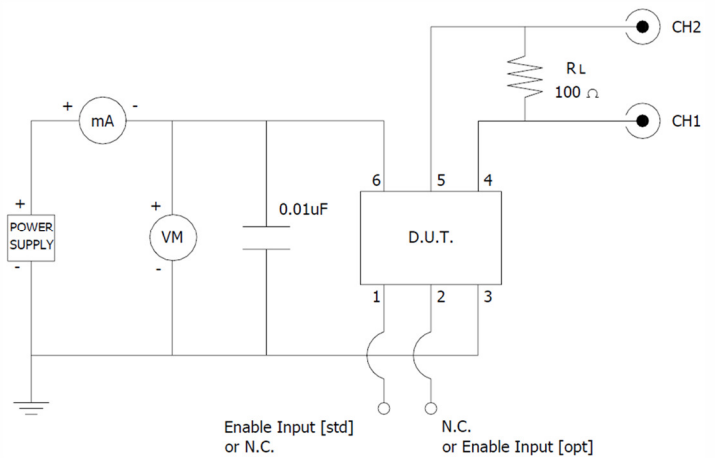 CH2
RL
100 Ω
CH1
+ -
mA
6 5 4
+
0.01uF
+
POWER
SUPPLY
VM
D.U.T.
-
-
1 2 3
Enable Input [std]
or N.C.
N.C.
or Enable Input [opt]